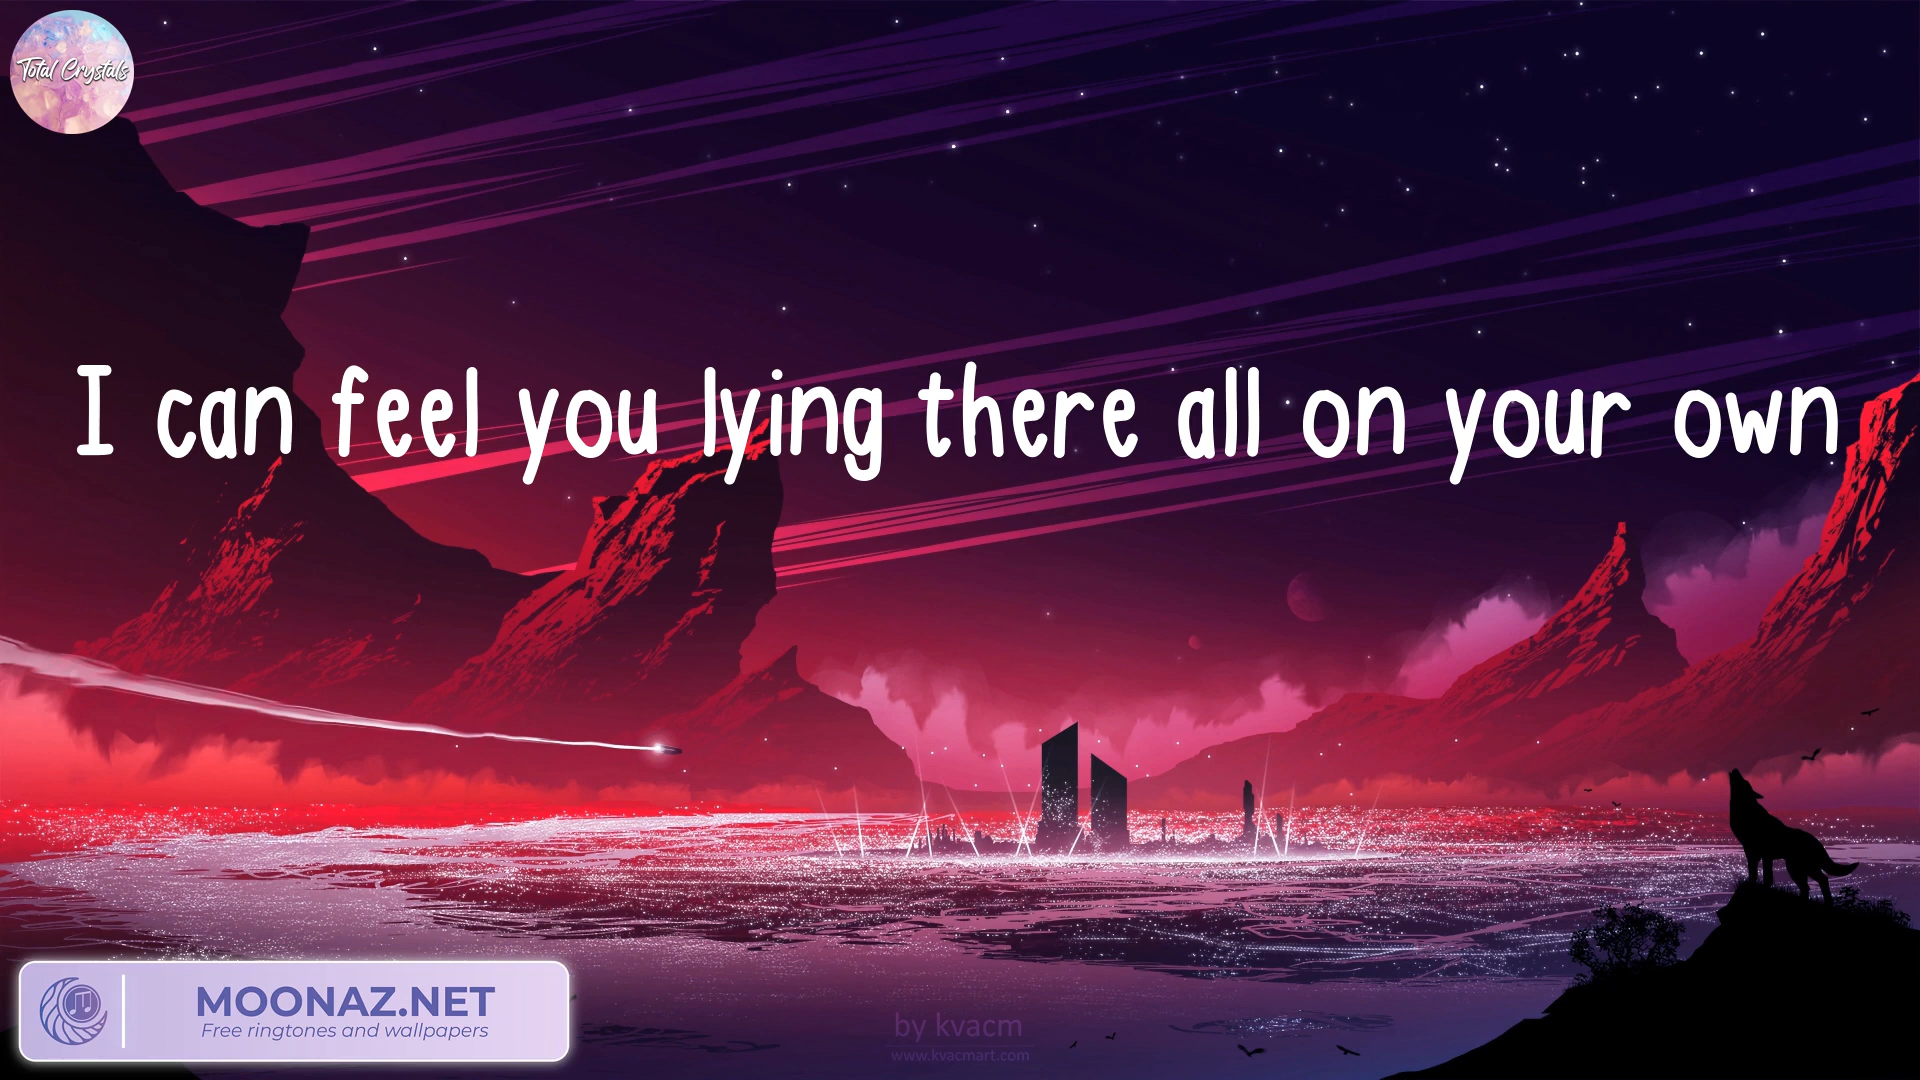 Total Crystals
I can feel you lying there all on your own
MOONAZ.NET
Free ringtones and wallpapers
by kvacm
www.kvacmart.com